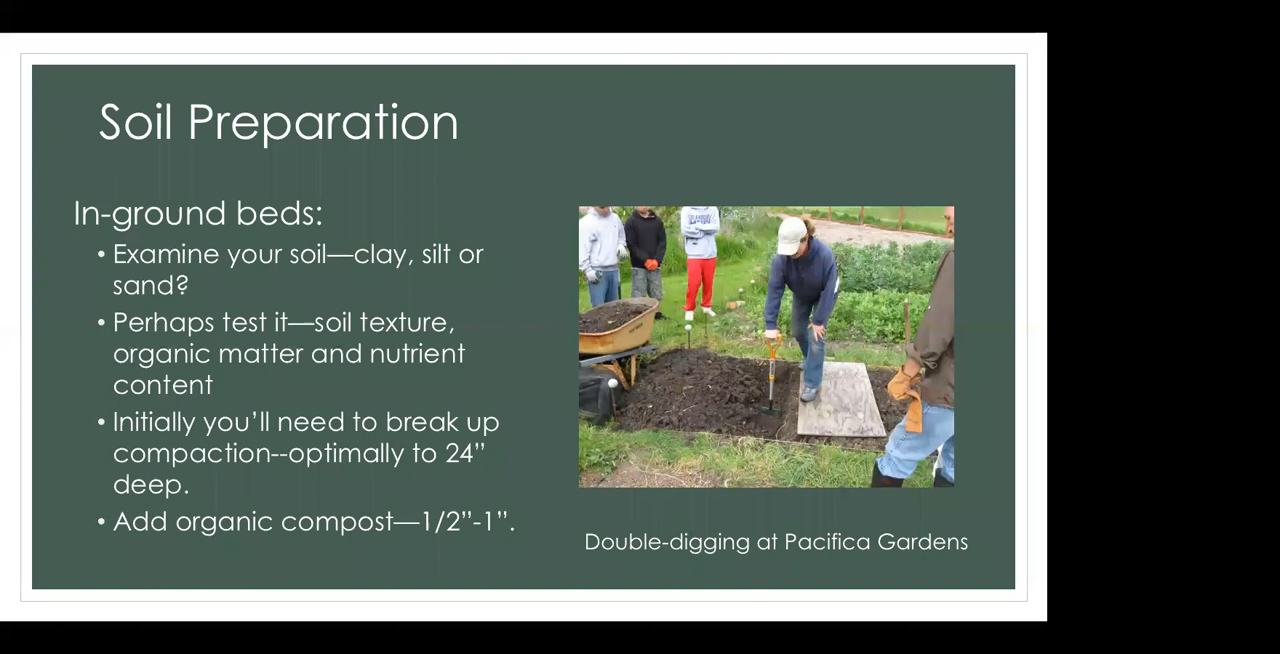 Soil Preparation
In-ground beds:
• Examine your soil—clay, silt or
sand?
• Perhaps test it—soil texture,
organic matter and nutrient
content
• Initially you’ll need to break up
compaction--optimally to 24”
deep.
• Add organic compost—1/2”-1”.
Double-digging at Pacifica Gardens